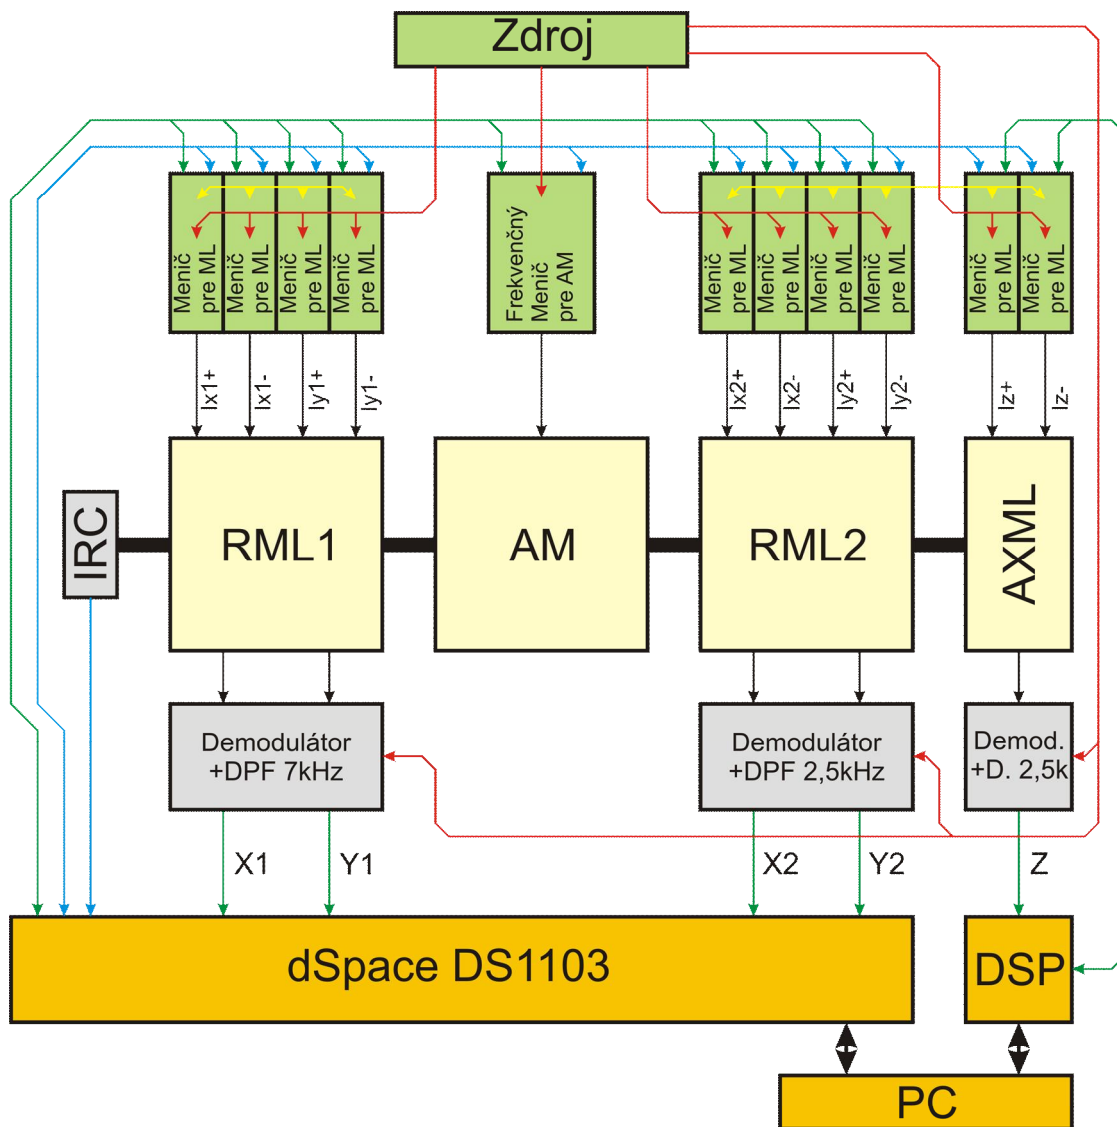 Zdroj
Menič
pre ML
Menič
pre ML
Menič
pre ML
Menič
pre ML
Frekvenčný
Menič
pre AM
Menič
pre ML
Menič
pre ML
Menič
pre ML
Menič
pre ML
Menič
pre ML
Menič
pre ML
Ix1+
Ix1-
Iy1+
Iy1-
Ix2+
Ix2-
Iy2+
Iy2-
Iz+
Iz-
IRC
RML1
AM
RML2
AXML
Demodulátor
+DPF 7kHz
Demodulátor
+DPF 2,5kHz
Demod.
+D. 2,5k
X1
Y1
X2
Y2
Z
dSpace DS1103
DSP
PC